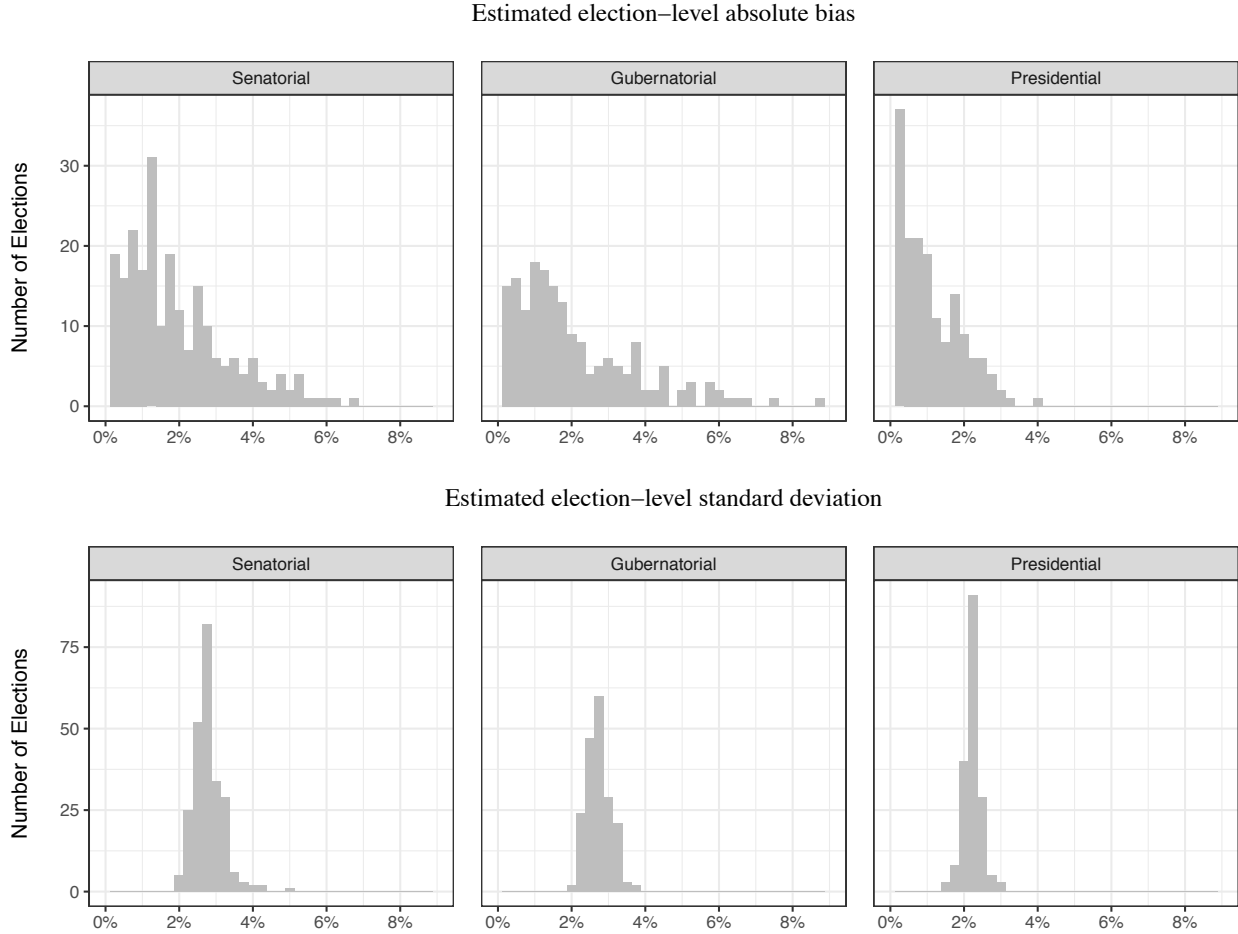 Estimated election−level absolute bias
Senatorial Gubernatorial Presidential
Number of Elections
30
20
10
0
0% 2% 4% 6% 8% 0% 2% 4% 6% 8% 0% 2% 4% 6% 8%
Estimated election−level standard deviation
Senatorial Gubernatorial Presidential
Number of Elections
75
50
25
0
0% 2% 4% 6% 8% 0% 2% 4% 6% 8% 0% 2% 4% 6% 8%